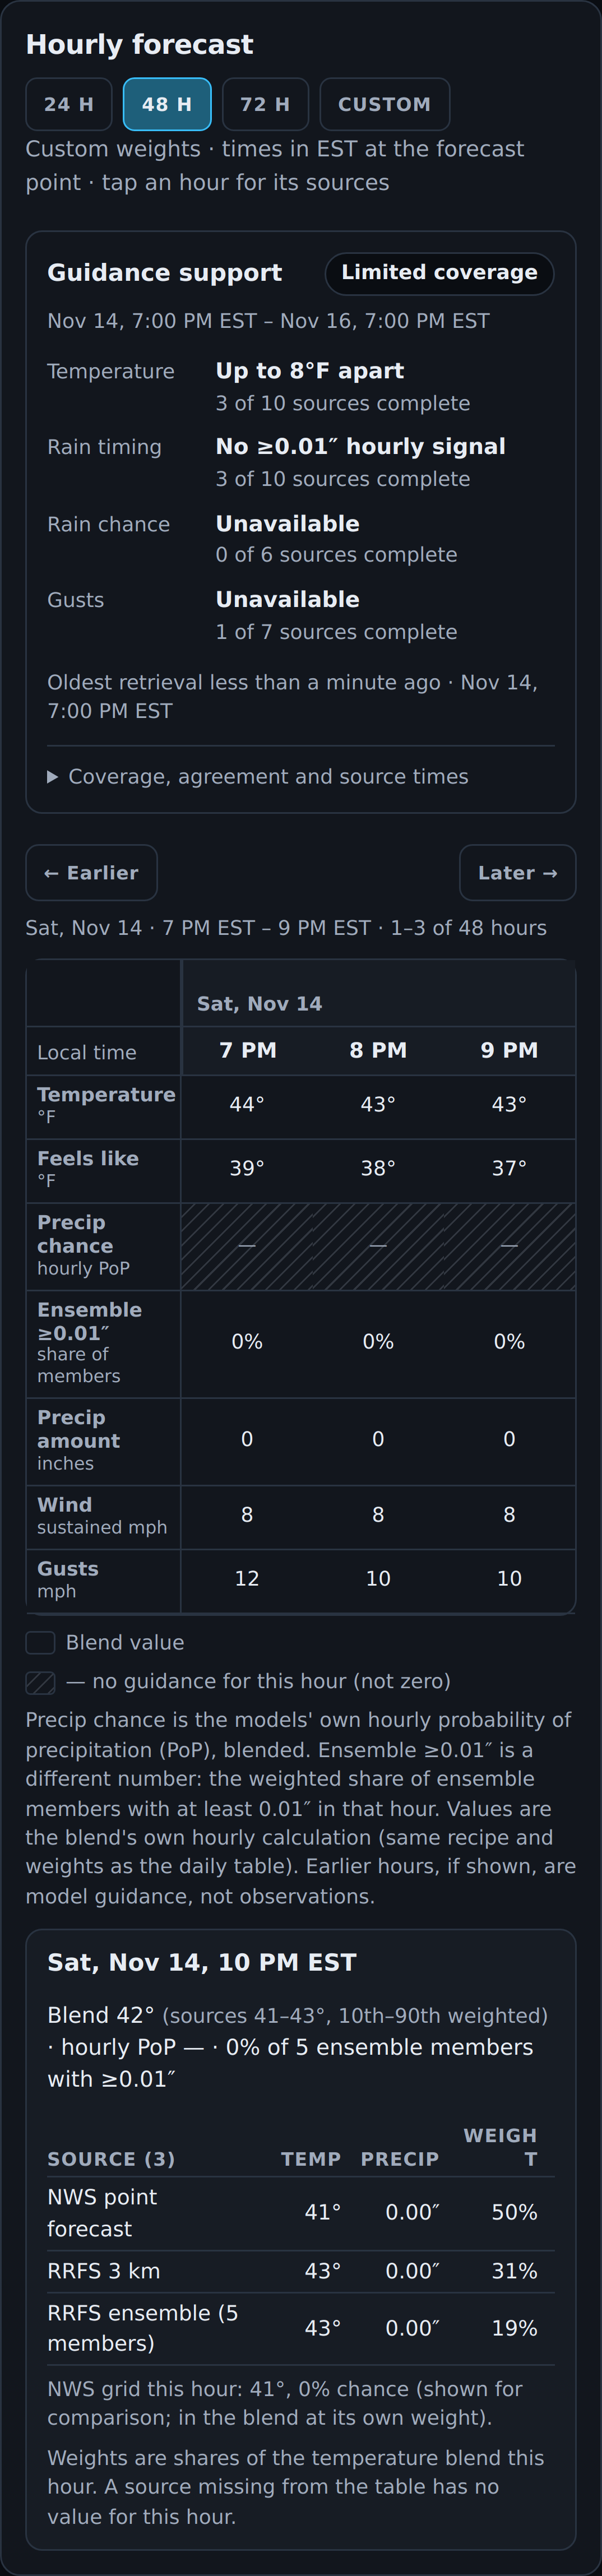 Hourly forecast
24 H
48 H
72 H
CUSTOM
Custom weights · times in EST at the forecast
point · tap an hour for its sources
Guidance support
Limited coverage
Nov 14, 7:00 PM EST – Nov 16, 7:00 PM EST
Temperature
Up to 8°F apart
3 of 10 sources complete
Rain timing
No ≥0.01″ hourly signal
3 of 10 sources complete
Rain chance
Unavailable
0 of 6 sources complete
Gusts
Unavailable
1 of 7 sources complete
Oldest retrieval less than a minute ago · Nov 14,
7:00 PM EST
▶ Coverage, agreement and source times
← Earlier
Later →
Sat, Nov 14 · 7 PM EST – 9 PM EST · 1–3 of 48 hours
Sat, Nov 14
Local time 7 PM 8 PM 9 PM
Temperature
°F
44° 43° 43°
Feels like
°F
39° 38° 37°
Precip
chance
hourly PoP
— — —
Ensemble
≥0.01″
share of
members
0% 0% 0%
Precip
amount
inches
0 0 0
Wind
sustained mph
8 8 8
Gusts
mph
12 10 10
Blend value
— no guidance for this hour (not zero)
Precip chance is the models' own hourly probability of
precipitation (PoP), blended. Ensemble ≥0.01″ is a
different number: the weighted share of ensemble
members with at least 0.01″ in that hour. Values are
the blend's own hourly calculation (same recipe and
weights as the daily table). Earlier hours, if shown, are
model guidance, not observations.
Sat, Nov 14, 10 PM EST
Blend 42° (sources 41–43°, 10th–90th weighted)
· hourly PoP — · 0% of 5 ensemble members
with ≥0.01″
SOURCE (3) TEMP PRECIP WEIGH
T
NWS point
forecast
41° 0.00″ 50%
RRFS 3 km 43° 0.00″ 31%
RRFS ensemble (5
members)
43° 0.00″ 19%
NWS grid this hour: 41°, 0% chance (shown for
comparison; in the blend at its own weight).
Weights are shares of the temperature blend this
hour. A source missing from the table has no
value for this hour.